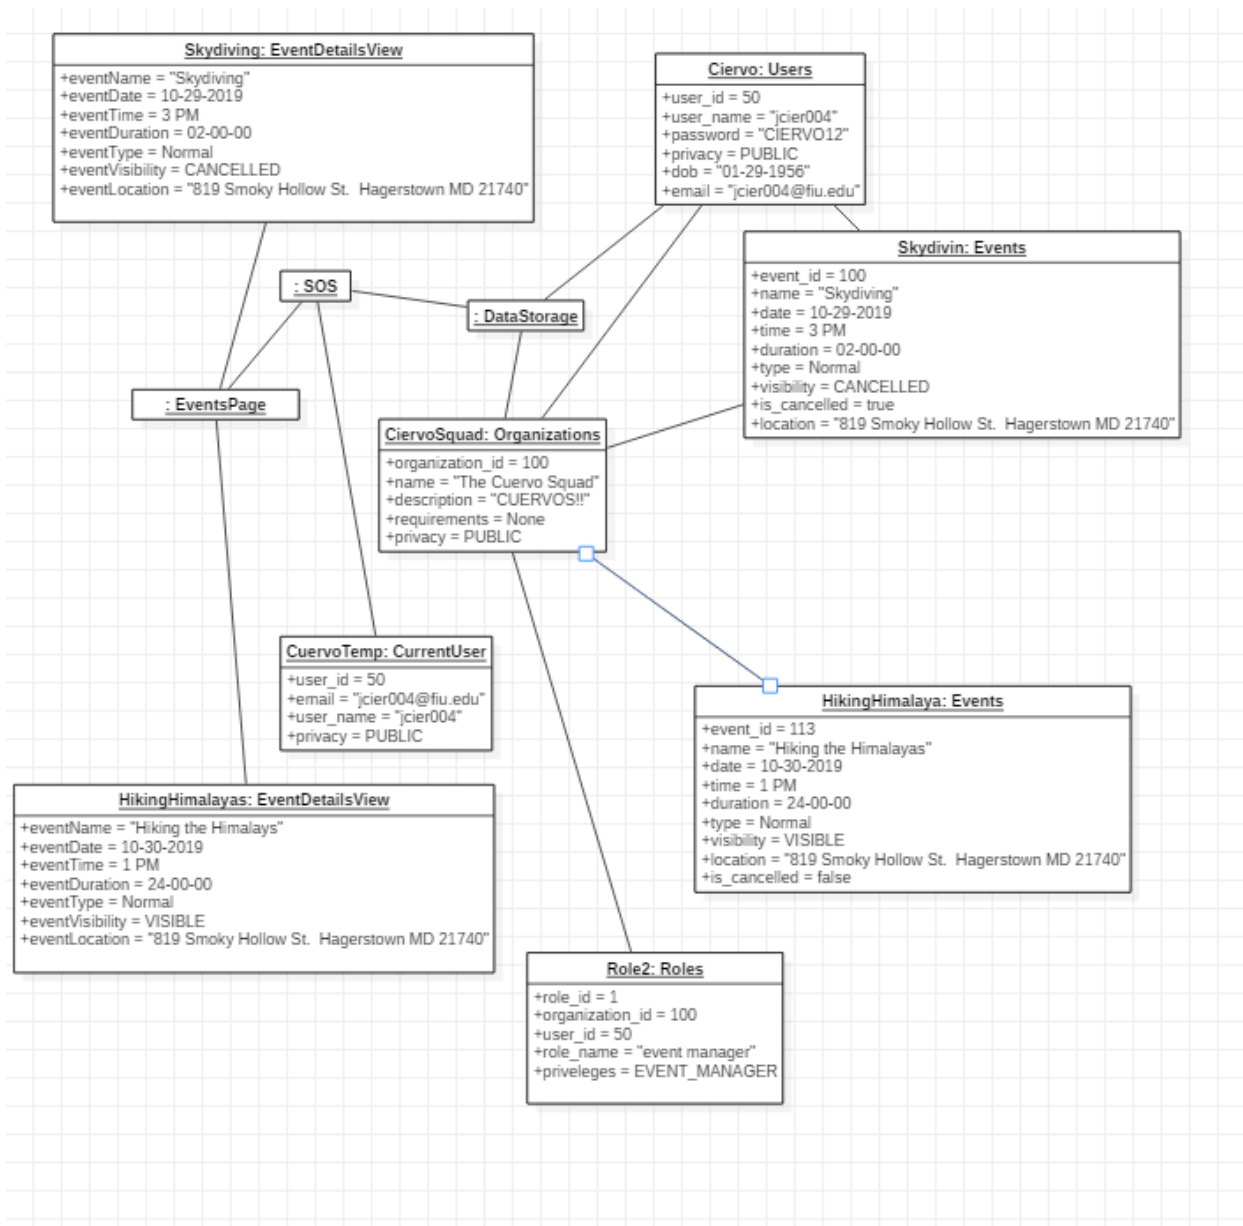 Skydiving: EventDetailsView
+eventName = "Skydiving"
+eventDate = 10-29-2019
+eventTime = 3 PM
+eventDuration = 02-00-00
+eventType = Normal
+eventVisibility = CANCELLED
+eventLocation = "819 Smoky Hollow St.  Hagerstown MD 21740"
Ciervo: Users
+user_id = 50
+user_name = "jcier004"
+password = "CIERVO12"
+privacy = PUBLIC
+dob = "01-29-1956"
+email = "jcier004@fiu.edu"
Skydivin: Events
+event_id = 100
+name = "Skydiving"
+date = 10-29-2019
+time = 3 PM
+duration = 02-00-00
+type = Normal
+visibility = CANCELLED
+is_cancelled = true
+location = "819 Smoky Hollow St.  Hagerstown MD 21740"
: SOS
: DataStorage
: EventsPage
CiervoSquad: Organizations
+organization_id = 100
+name = "The Cuervo Squad"
+description = "CUERVOS!!"
+requirements = None
+privacy = PUBLIC
CuervoTemp: CurrentUser
+user_id = 50
+email = "jcier004@fiu.edu"
+user_name = "jcier004"
+privacy = PUBLIC
HikingHimalaya: Events
+event_id = 113
+name = "Hiking the Himalayas"
+date = 10-30-2019
+time = 1 PM
+duration = 24-00-00
+type = Normal
+visibility = VISIBLE
+location = "819 Smoky Hollow St.  Hagerstown MD 21740"
+is_cancelled = false
HikingHimalayas: EventDetailsView
+eventName = "Hiking the Himalays"
+eventDate = 10-30-2019
+eventTime = 1 PM
+eventDuration = 24-00-00
+eventType = Normal
+eventVisibility = VISIBLE
+eventLocation = "819 Smoky Hollow St.  Hagerstown MD 21740"
Role2: Roles
+role_id = 1
+organization_id = 100
+user_id = 50
+role_name = "event manager"
+priveleges = EVENT_MANAGER